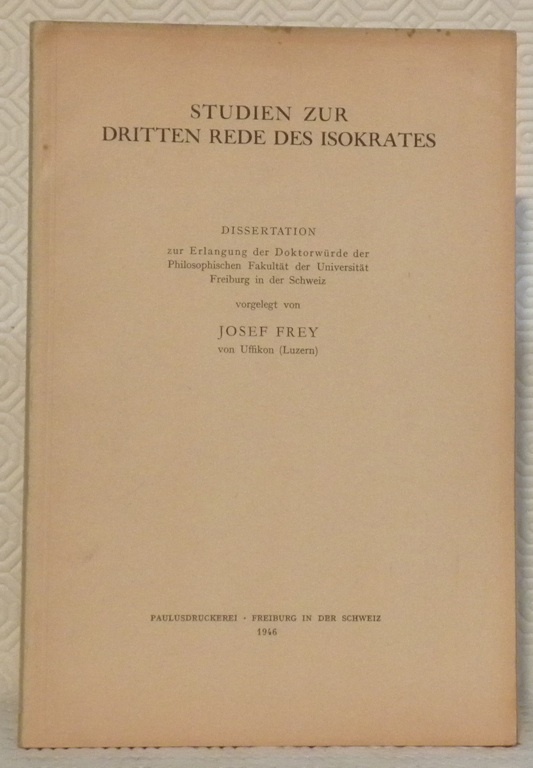 STUDIEN ZUR
DRITTEN REDE DES ISOKRATES
DISSERTATION
zur Erlangung der Doktorwürde der
Philosophischen Fakultät der Universität
Freiburg in der Schweiz
vorgelegt von
JOSEF FREY
von Uffikon (Luzern)
PAULUSDRUCKEREI · FREIBURG IN DER SCHWEIZ
1946